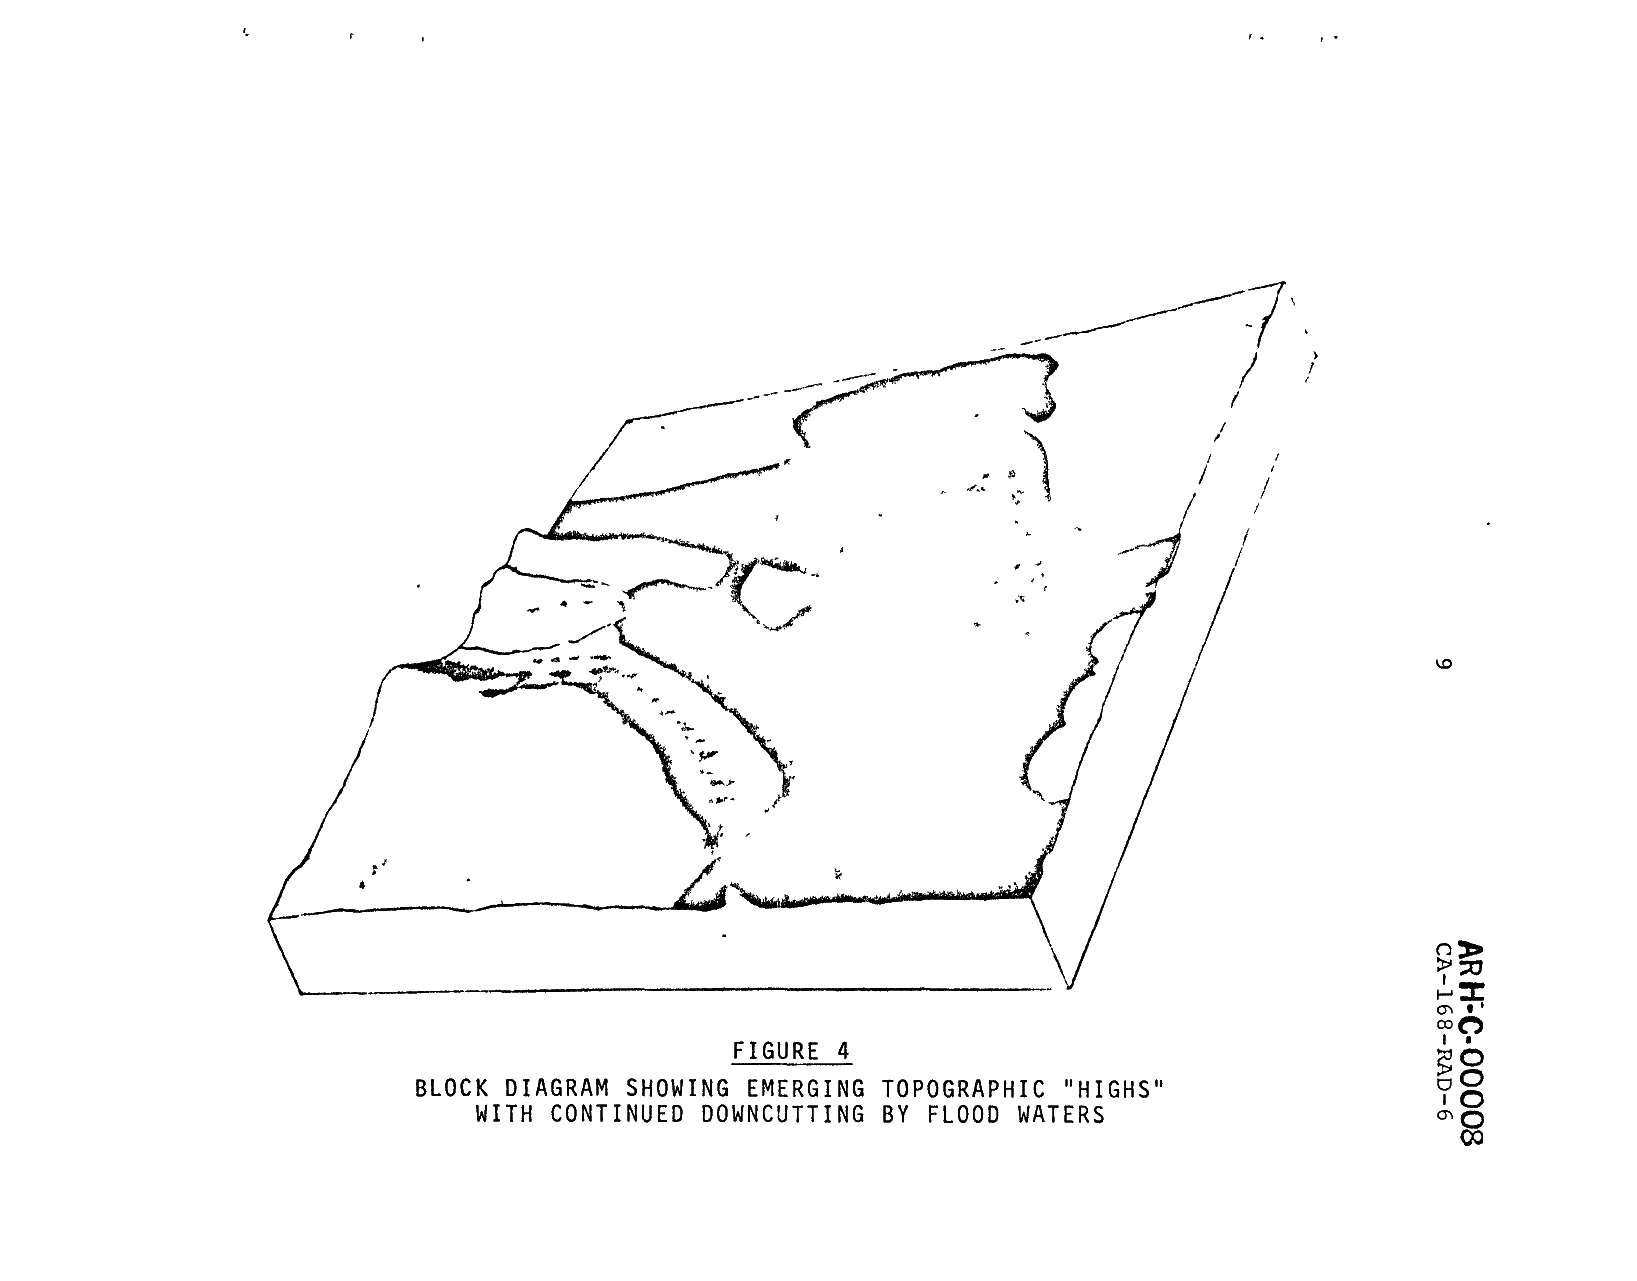 FIGURE 4
BLOCK DIAGRAM SHOWING EMERGING TOPOGRAPHIC "HIGHS"
WITH CONTINUED DOWNCUTTING BY FLOOD WATERS
9
ARH-C-00008
CA-168-RAD-6